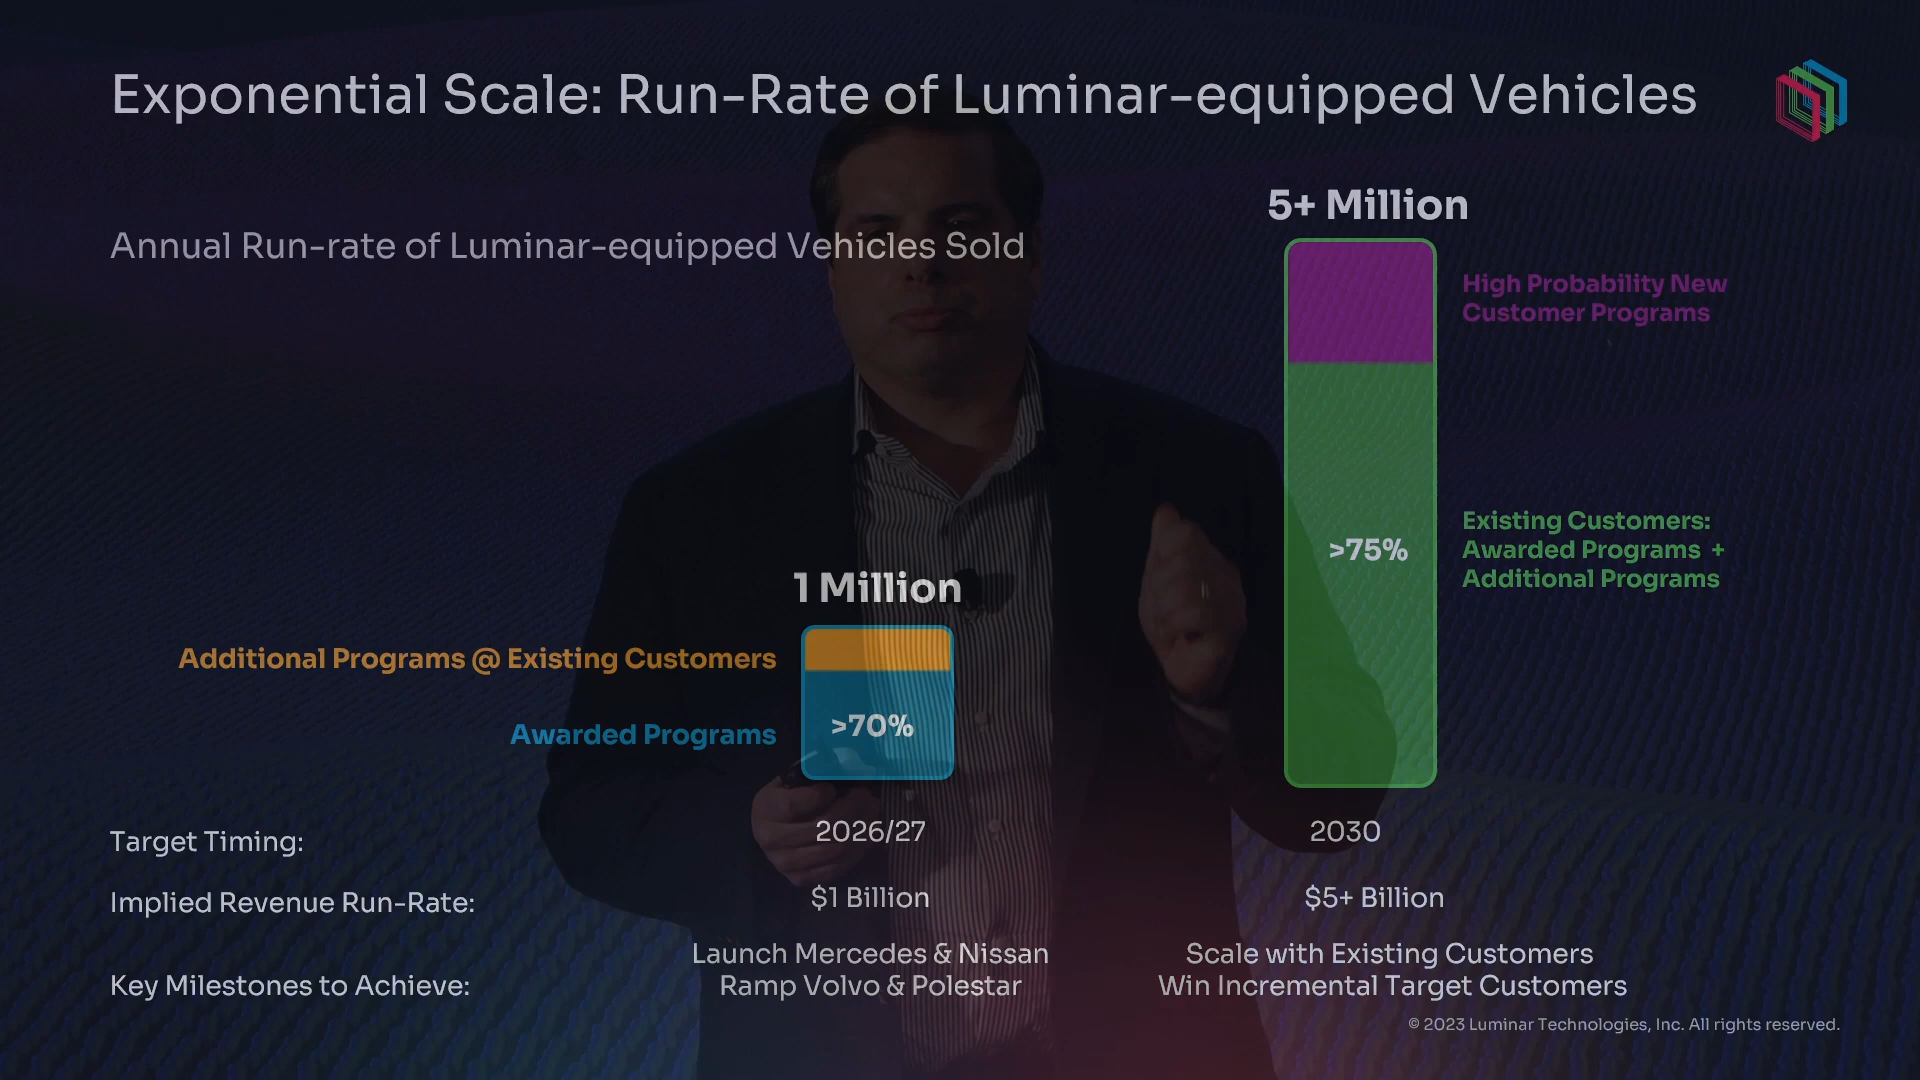 Exponential Scale: Run-Rate of Luminar-equipped Vehicles
Annual Run-rate of Luminar-equipped Vehicles Sold
5+ Million
High Probability New
Customer Programs
>75%
Existing Customers:
Awarded Programs +
Additional Programs
1 Million
Additional Programs @ Existing Customers
Awarded Programs
>70%
Target Timing:
2026/27
2030
Implied Revenue Run-Rate:
$1 Billion
$5+ Billion
Key Milestones to Achieve:
Launch Mercedes & Nissan
Ramp Volvo & Polestar
Scale with Existing Customers
Win Incremental Target Customers
© 2023 Luminar Technologies, Inc. All rights reserved.